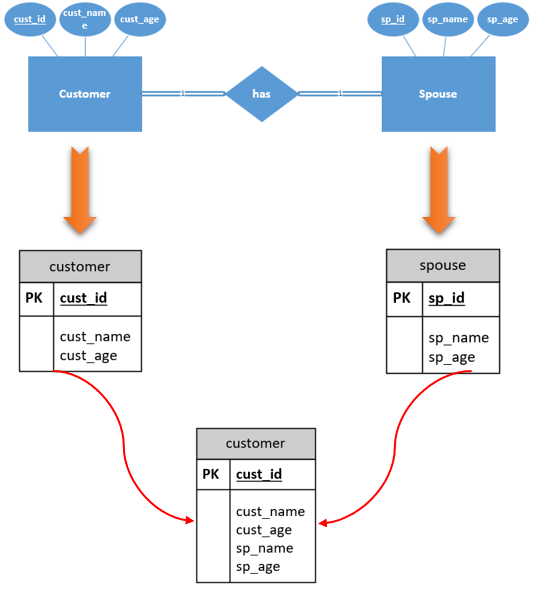 cust_id
cust_nam
e
cust_age
sp_id
sp_name
sp_age
Customer
1
has
1
Spouse
customer
PK
cust_id
cust_name
cust_age
spouse
PK
sp_id
sp_name
sp_age
customer
PK
cust_id
cust_name
cust_age
sp_name
sp_age